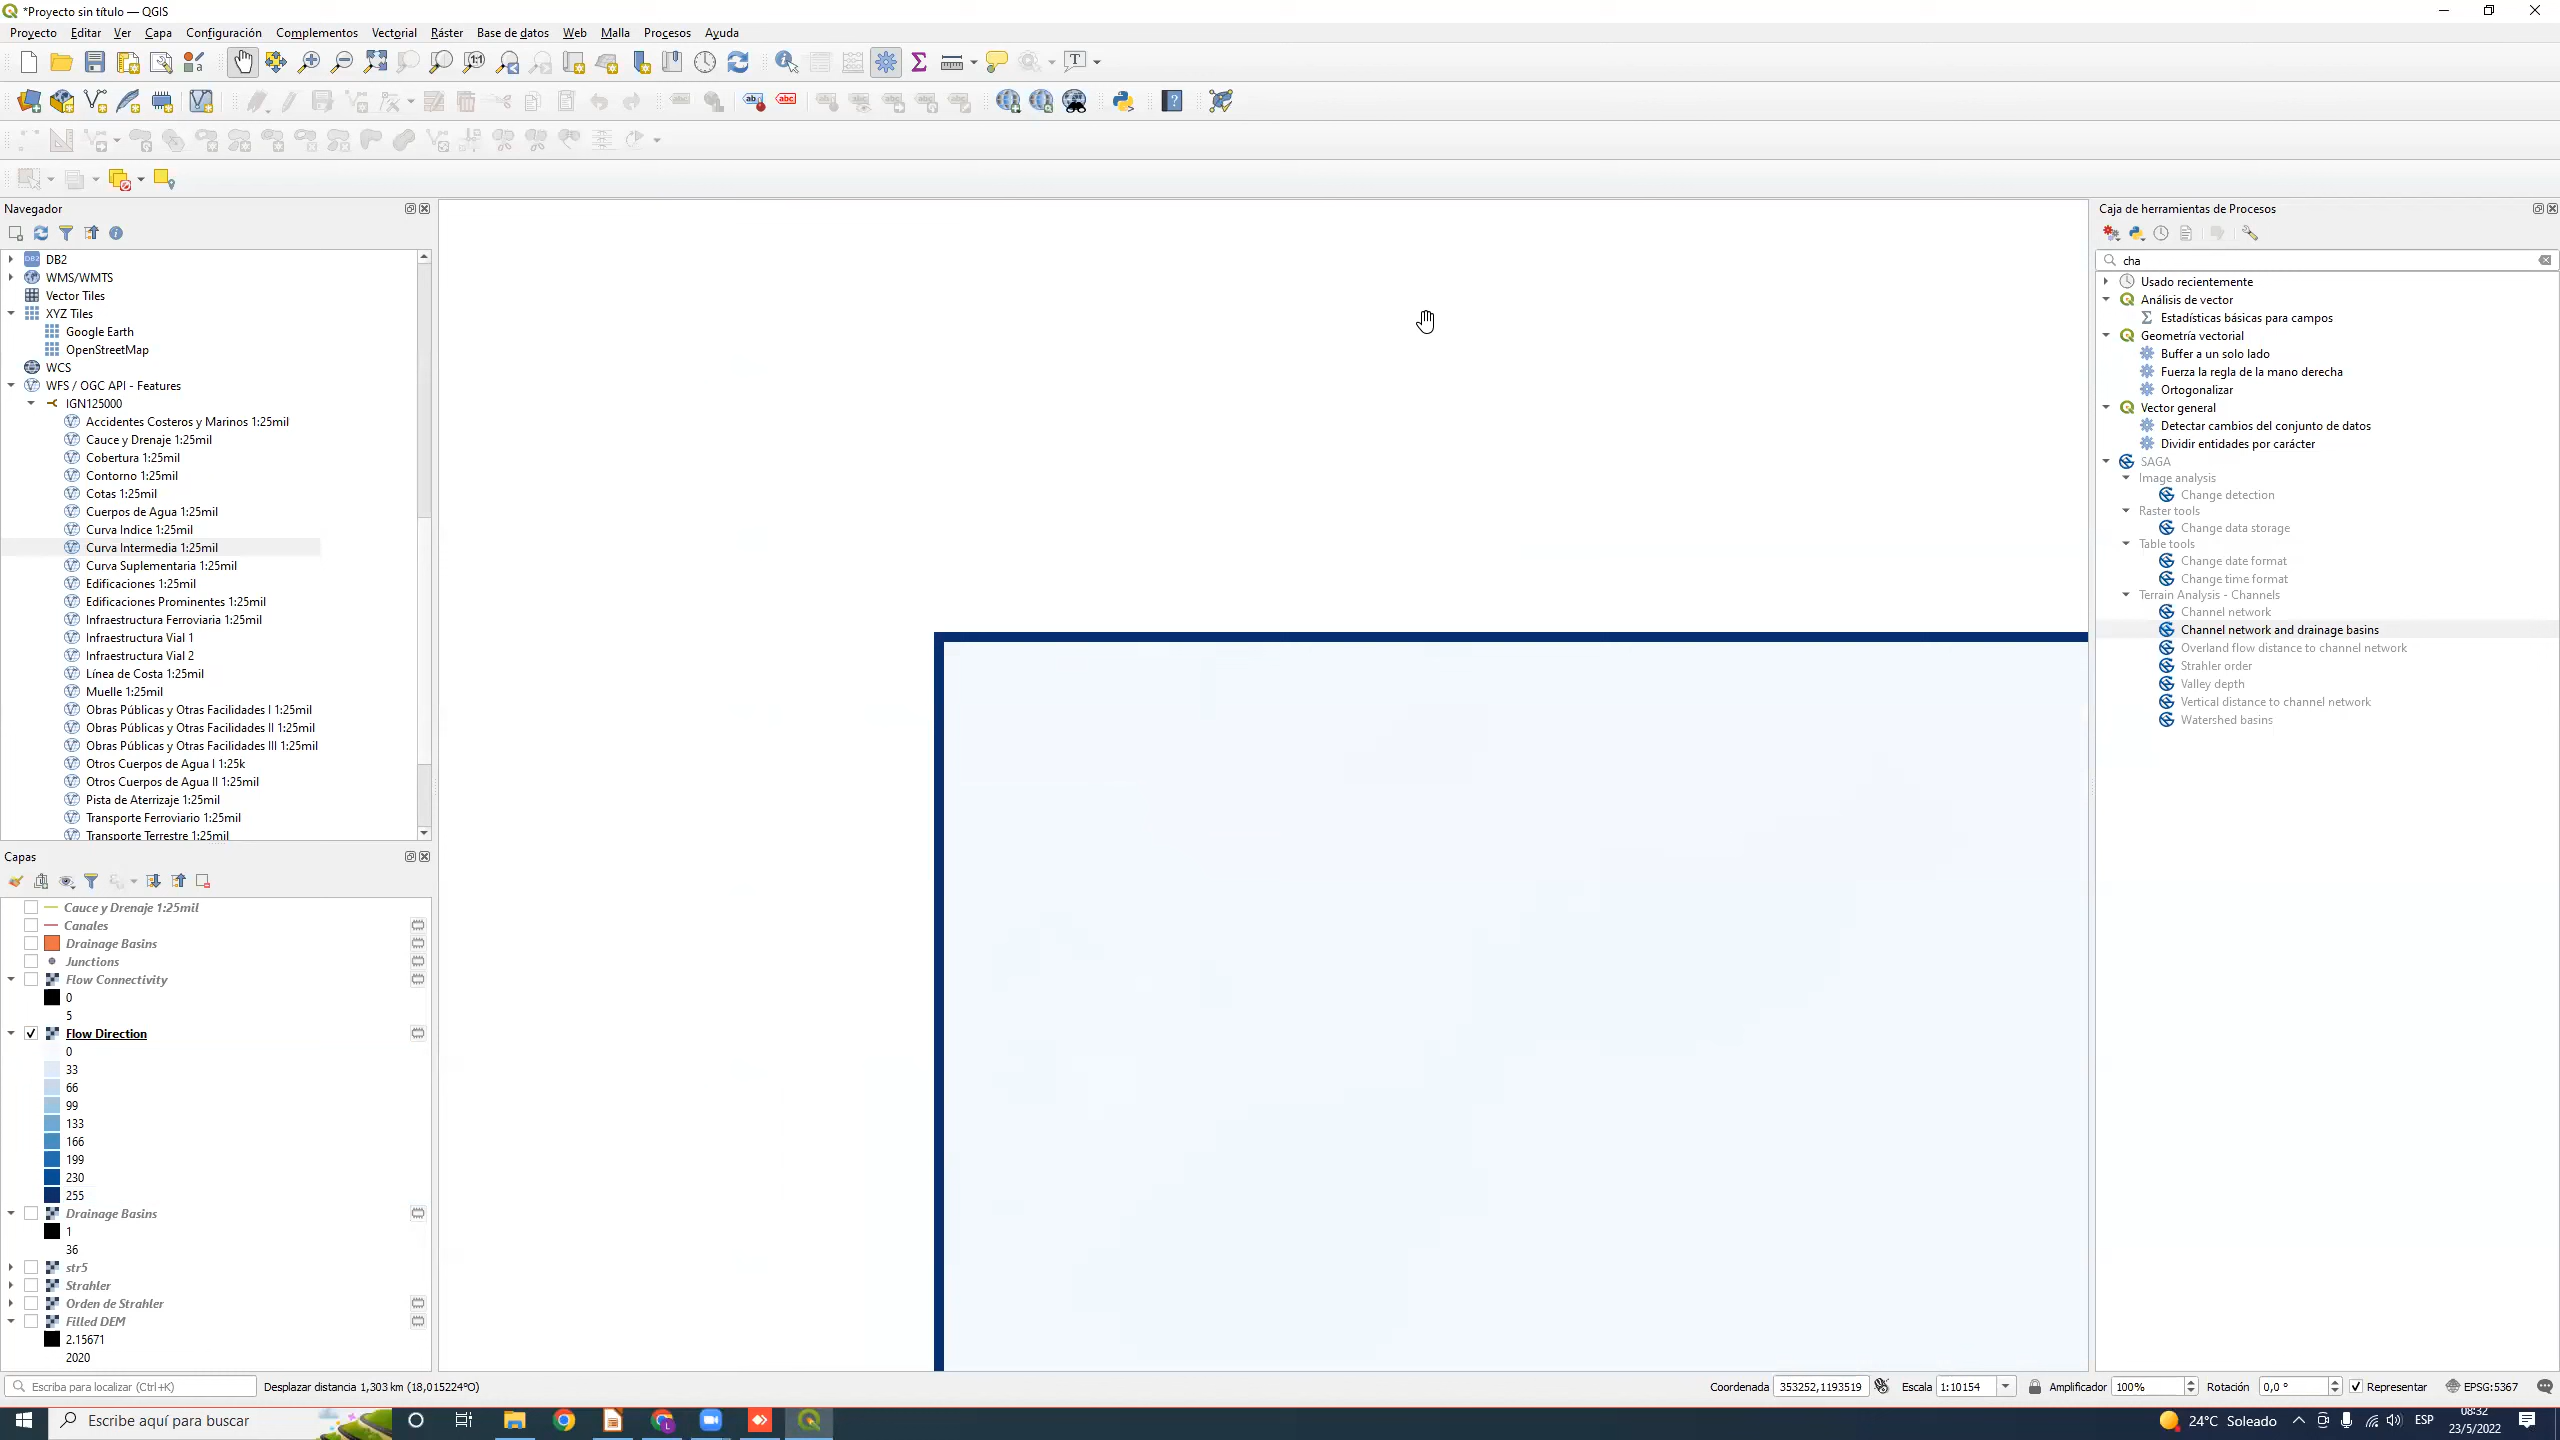 *Proyecto sin título — QGIS
Proyecto Editar Ver Capa Configuración Complementos Vectorial Ráster Base de datos Web Malla Procesos Ayuda
Navegador
DB2
WMS/WMTS
Vector Tiles
XYZ Tiles
Google Earth
OpenStreetMap
WCS
WFS / OGC API - Features
IGN125000
Accidentes Costeros y Marinos 1:25mil
Cauce y Drenaje 1:25mil
Cobertura 1:25mil
Contorno 1:25mil
Cotas 1:25mil
Cuerpos de Agua 1:25mil
Curva Indice 1:25mil
Curva Intermedia 1:25mil
Curva Suplementaria 1:25mil
Edificaciones 1:25mil
Edificaciones Prominentes 1:25mil
Infraestructura Ferroviaria 1:25mil
Infraestructura Vial 1
Infraestructura Vial 2
Línea de Costa 1:25mil
Muelle 1:25mil
Obras Públicas y Otras Facilidades I 1:25mil
Obras Públicas y Otras Facilidades II 1:25mil
Obras Públicas y Otras Facilidades III 1:25mil
Otros Cuerpos de Agua I 1:25k
Otros Cuerpos de Agua II 1:25mil
Pista de Aterrizaje 1:25mil
Transporte Ferroviario 1:25mil
Transporte Terrestre 1:25mil
Capas
Cauce y Drenaje 1:25mil
Canales
Drainage Basins
Junctions
Flow Connectivity
0
5
Flow Direction
0
33
66
99
133
166
199
230
255
Drainage Basins
1
36
str5
Strahler
Orden de Strahler
Filled DEM
2.15671
2020
Caja de herramientas de Procesos
cha
Usado recientemente
Análisis de vector
Estadísticas básicas para campos
Geometría vectorial
Buffer a un solo lado
Fuerza la regla de la mano derecha
Ortogonalizar
Vector general
Detectar cambios del conjunto de datos
Dividir entidades por carácter
SAGA
Image analysis
Change detection
Raster tools
Change data storage
Table tools
Change date format
Change time format
Terrain Analysis - Channels
Channel network
Channel network and drainage basins
Overland flow distance to channel network
Strahler order
Valley depth
Vertical distance to channel network
Watershed basins
Escriba para localizar (Ctrl+K) Desplazar distancia 1,303 km (18,015224°O) Coordenada 353252,1193519 Escala 1:10154 Amplificador 100% Rotación 0,0 ° Representar EPSG:5367
Escribe aquí para buscar 24°C Soleado ESP 08:32
23/5/2022